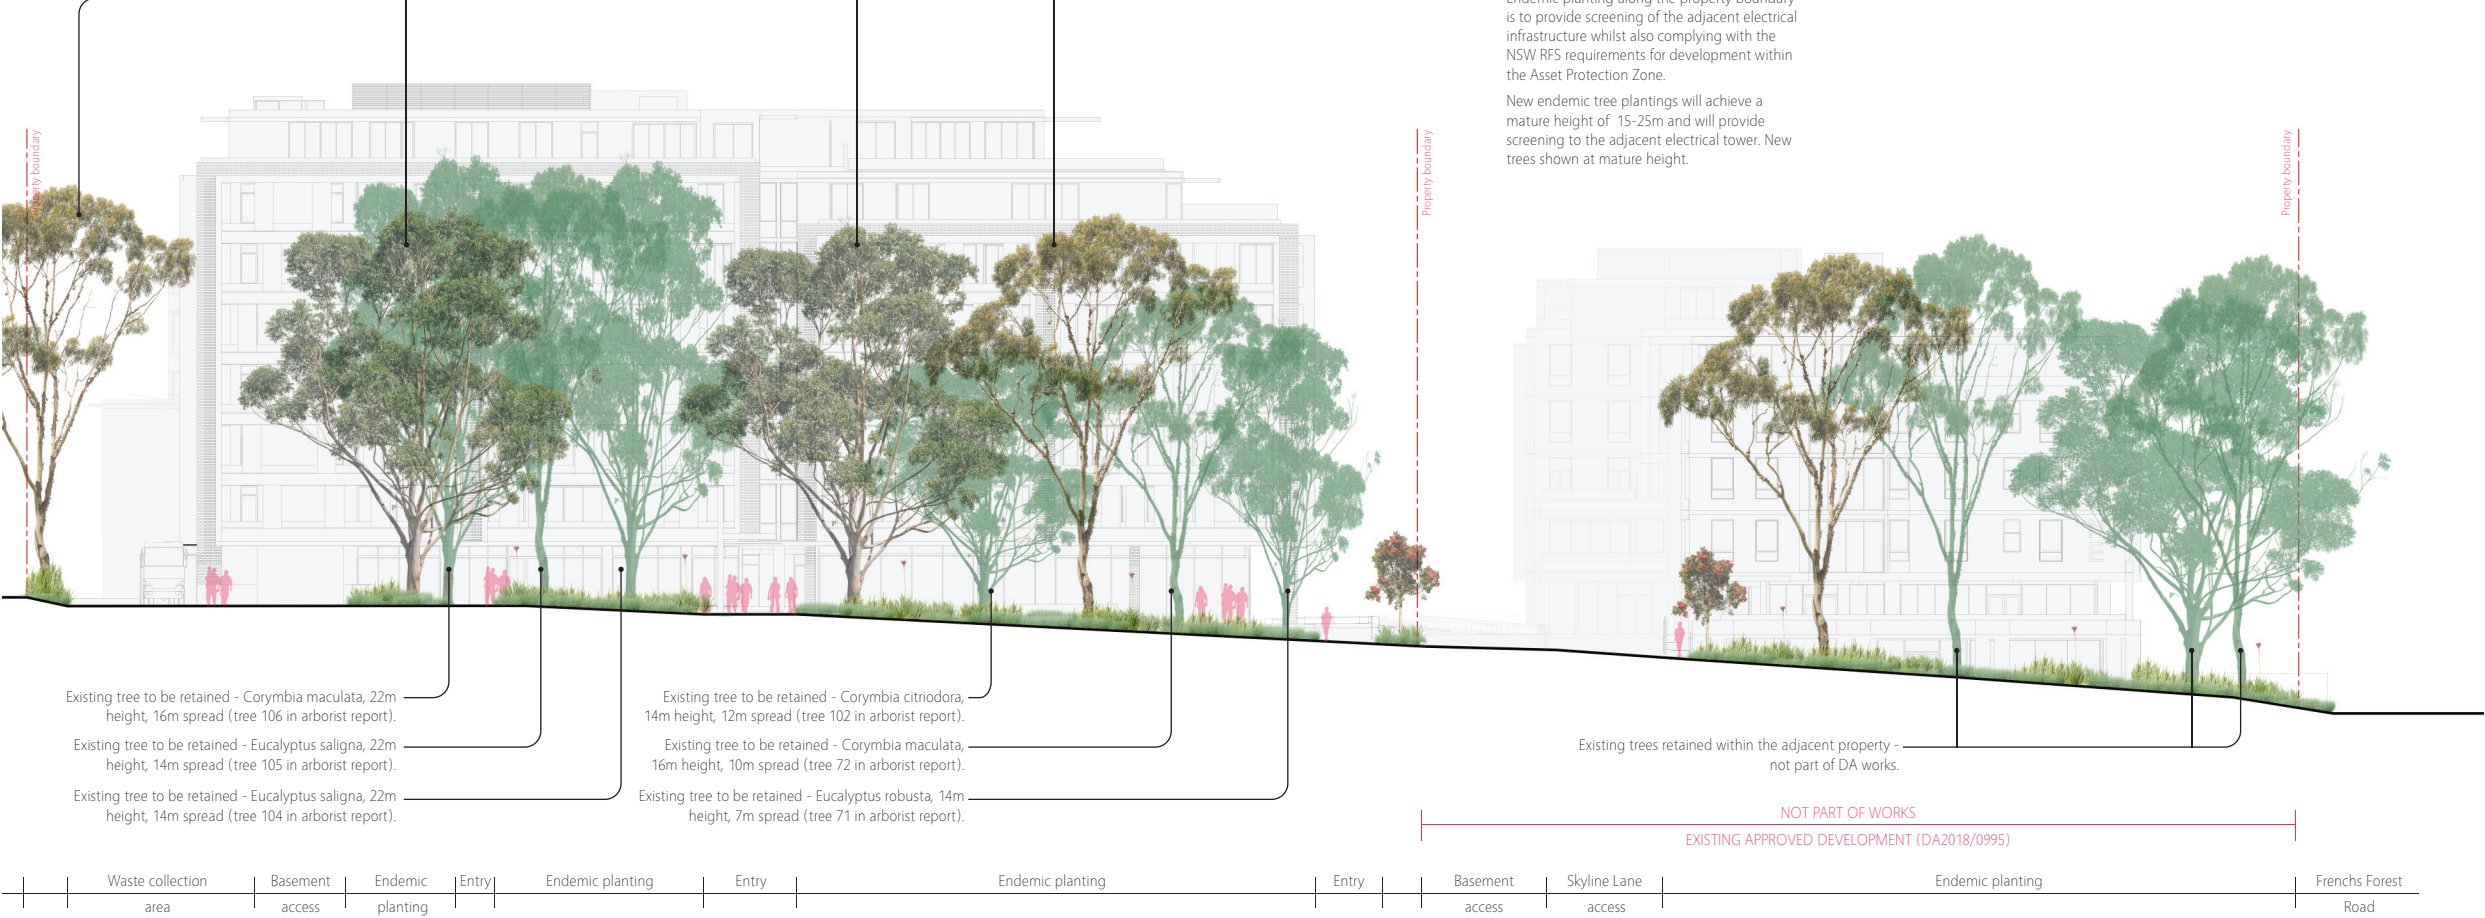 Endemic planting along the property boundary
is to provide screening of the adjacent electrical
infrastructure whilst also complying with the
NSW RFS requirements for development within
the Asset Protection Zone.
New endemic tree plantings will achieve a
mature height of 15-25m and will provide
screening to the adjacent electrical tower. New
trees shown at mature height.
Property boundary
Property boundary
Property boundary
Existing tree to be retained - Corymbia maculata, 22m
height, 16m spread (tree 106 in arborist report).
Existing tree to be retained - Eucalyptus saligna, 22m
height, 14m spread (tree 105 in arborist report).
Existing tree to be retained - Eucalyptus saligna, 22m
height, 14m spread (tree 104 in arborist report).
Existing tree to be retained - Corymbia citriodora,
14m height, 12m spread (tree 102 in arborist report).
Existing tree to be retained - Corymbia maculata,
16m height, 10m spread (tree 72 in arborist report).
Existing tree to be retained - Eucalyptus robusta, 14m
height, 7m spread (tree 71 in arborist report).
Existing trees retained within the adjacent property -
not part of DA works.
NOT PART OF WORKS
EXISTING APPROVED DEVELOPMENT (DA2018/0995)
Waste collection
area
Basement
access
Endemic
planting
Entry
Endemic planting
Entry
Endemic planting
Entry
Basement
access
Skyline Lane
access
Endemic planting
Frenchs Forest
Road